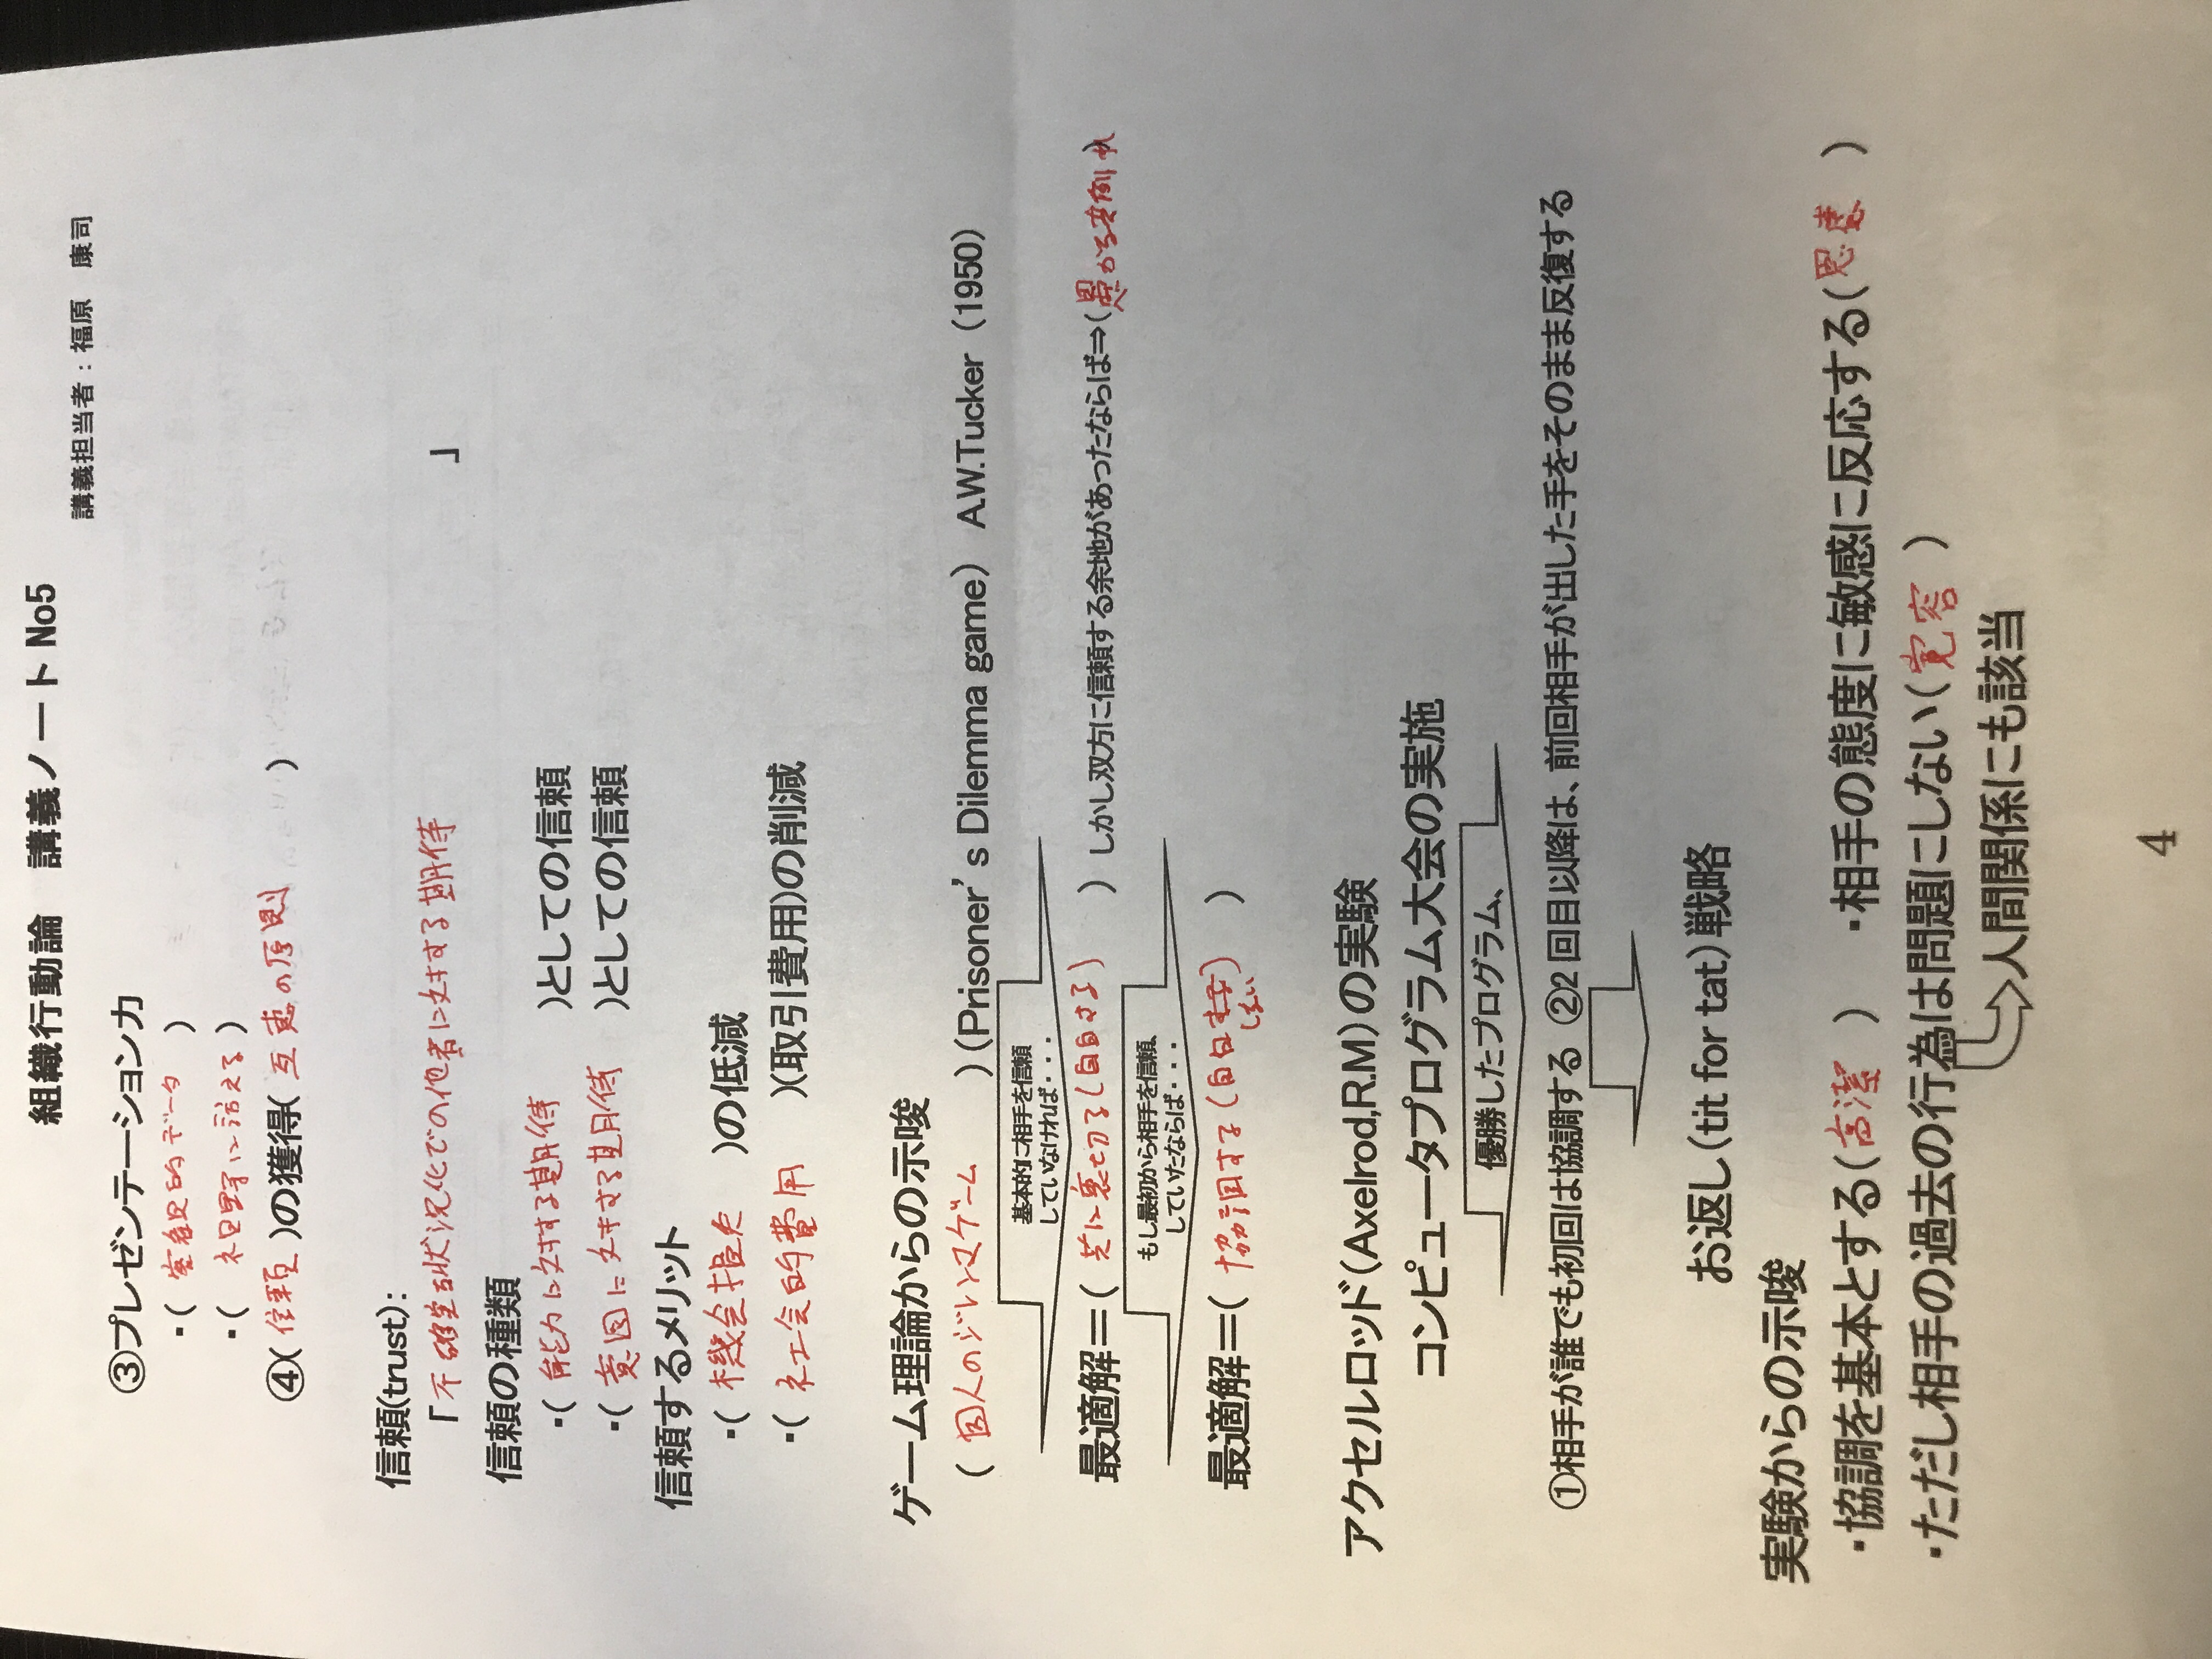 組織行動論　講義ノート No5
講義担当者：福原　康司
③プレゼンテーション力
・( 客観的データ )
・( 視野に訴える )
④( 信頼 )の獲得( 互恵の原則 )
信頼(trust):
「不確実な状況化での他者に対する期待」
信頼の種類
・( 能力に対する期待 )としての信頼
・( 意図に対する期待 )としての信頼
信頼するメリット
・( 機会損失 )の低減
・( 社会的費用 )(取引費用)の削減
ゲーム理論からの示唆
( 囚人のジレンマゲーム )(Prisoner's Dilemma game) A.W.Tucker (1950)
基本的に相手を信頼
していなければ・・・
最適解＝( 共に裏切る(自白する) ) しかし双方に信頼する余地があったならば⇒(愚かな)
もし最初から相手を信頼、
していたならば・・・
最適解＝( 協調する(自白 しない) )
アクセルロッド(Axelrod,R.M)の実験
コンピュータプログラム大会の実施
優勝したプログラム、
①相手が誰でも初回は協調する ②2回目以降は、前回相手が出した手をそのまま反復する
お返し(tit for tat)戦略
実験からの示唆
・協調を基本とする(高潔) ・相手の態度に敏感に反応する()
・ただし相手の過去の行為は問題にしない(寛容)
人間関係にも該当
4